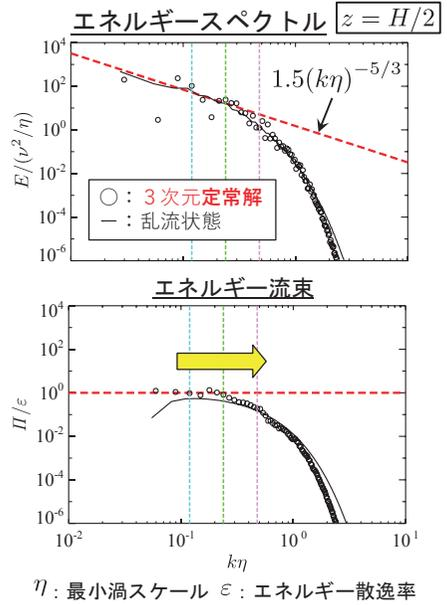 エネルギースペクトル z = H/2
10^4
10^2
10^0
10^-2
10^-4
10^-6
E/(ν^2/η)
1.5(kη)^−5/3
○：３次元定常解
—：乱流状態
エネルギー流束
10^4
10^2
10^0
10^-2
10^-4
10^-6
Π/ε
10^-2 10^-1 10^0 10^1
kη
η：最小渦スケール ε：エネルギー散逸率